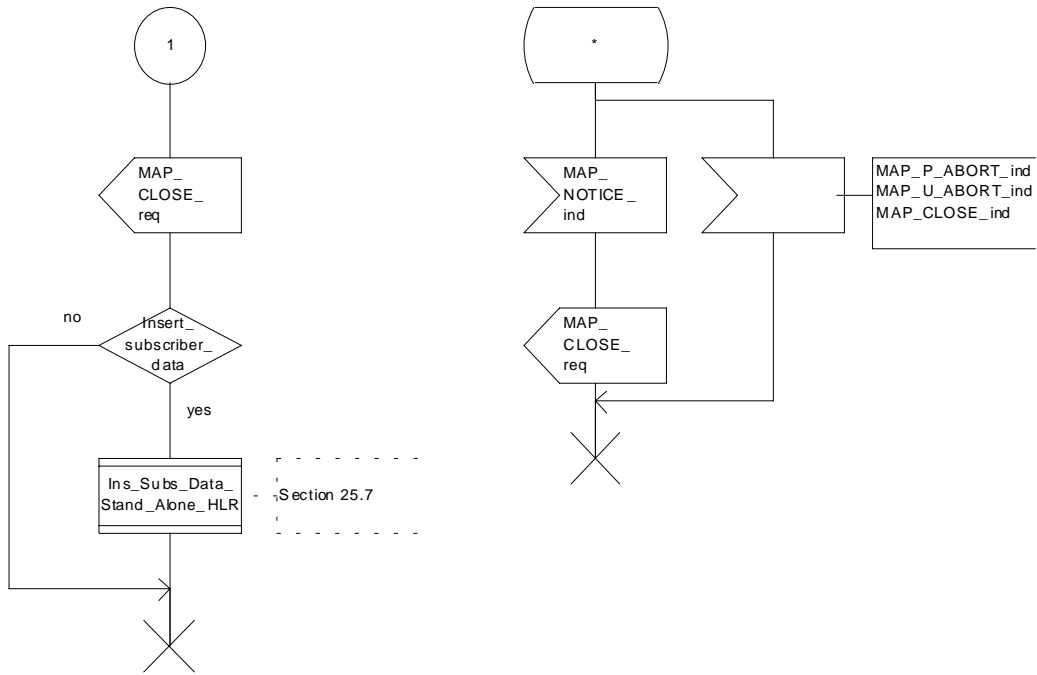 1
MAP_
CLOSE_
req
no
Insert_
subscriber_
data
yes
Ins_Subs_Data_
Stand_Alone_HLR
Section 25.7
*
MAP_
NOTICE_
ind
MAP_P_ABORT_ind
MAP_U_ABORT_ind
MAP_CLOSE_ind
MAP_
CLOSE_
req